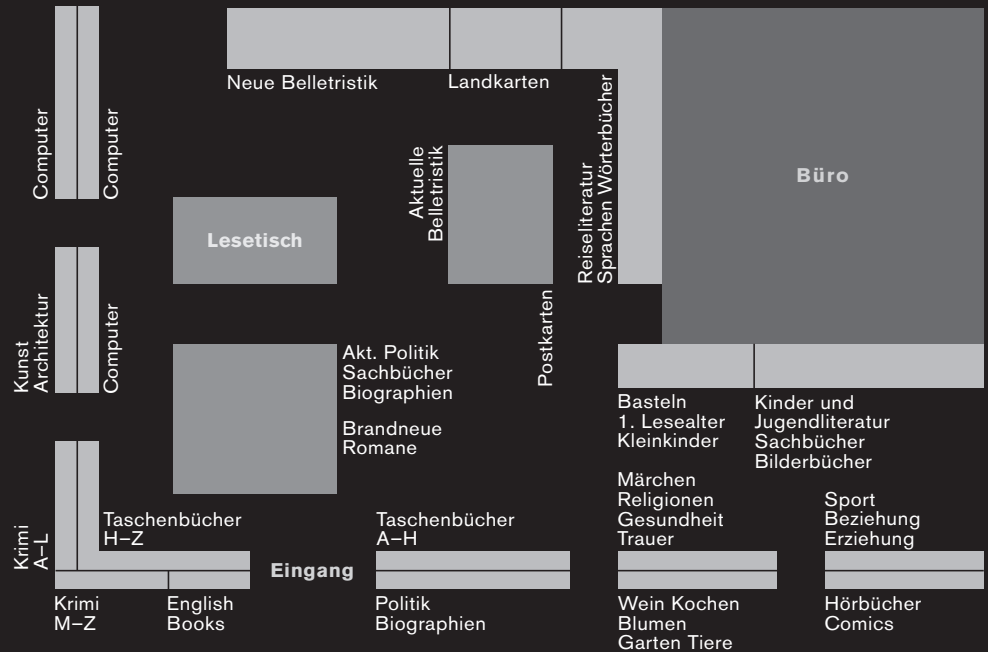 Computer
Computer
Neue Belletristik
Landkarten
Reiseliteratur
Sprachen Wörterbücher
Aktuelle
Belletristik
Büro
Lesetisch
Kunst
Architektur
Computer
Postkarten
Akt. Politik
Sachbücher
Biographien
Brandneue
Romane
Basteln
1. Lesealter
Kleinkinder
Kinder und
Jugendliteratur
Sachbücher
Bilderbücher
Krimi
A–L
Taschenbücher
H–Z
Eingang
Taschenbücher
A–H
Märchen
Religionen
Gesundheit
Trauer
Sport
Beziehung
Erziehung
Krimi
M–Z
English
Books
Politik
Biographien
Wein Kochen
Blumen
Garten Tiere
Hörbücher
Comics